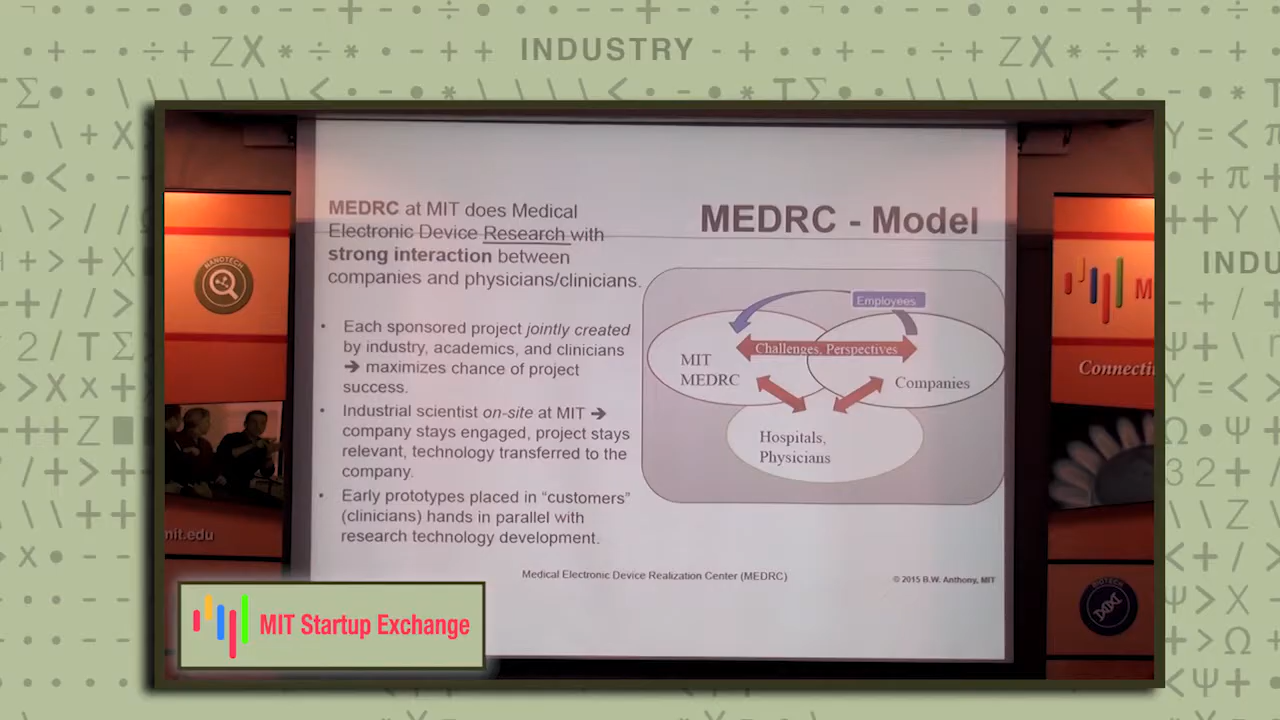 INDUSTRY
INDU
MEDRC at MIT does Medical
Electronic Device Research with
strong interaction between
companies and physicians/clinicians.
• Each sponsored project jointly created
by industry, academics, and clinicians
➔ maximizes chance of project
success.
• Industrial scientist on-site at MIT ➔
company stays engaged, project stays
relevant, technology transferred to the
company.
• Early prototypes placed in “customers”
(clinicians) hands in parallel with
research technology development.
MEDRC - Model
Employees
Challenges, Perspectives
MIT
MEDRC
Companies
Hospitals,
Physicians
Medical Electronic Device Realization Center (MEDRC)
© 2015 B.W. Anthony, MIT
NANOTECH
mit.edu
M
Connecti
BIOTECH
MIT Startup Exchange